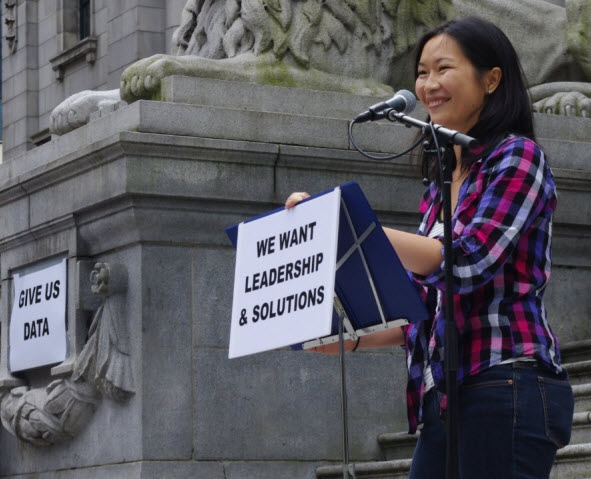 GIVE US
DATA
WE WANT
LEADERSHIP
& SOLUTIONS